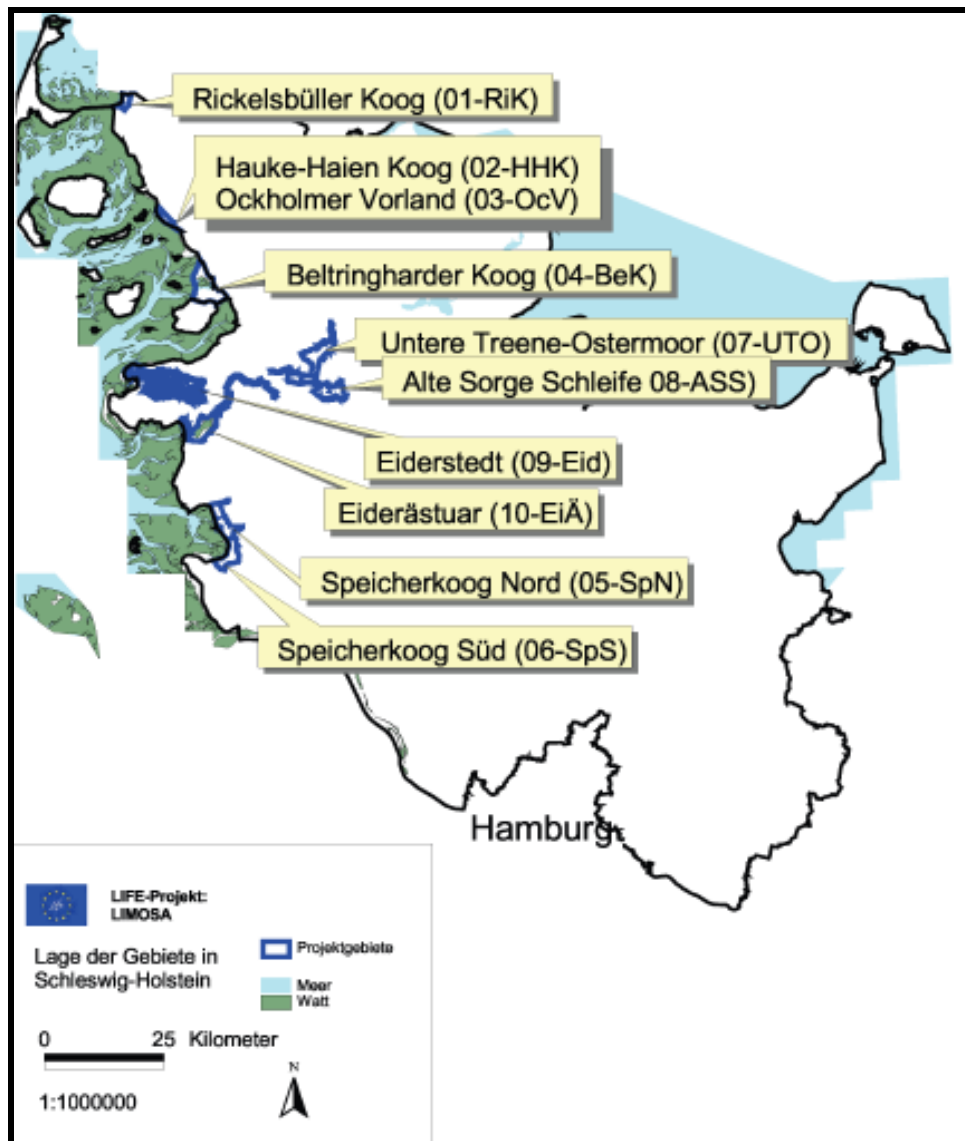 Rickelsbüller Koog (01-RiK)
Hauke-Haien Koog (02-HHK)
Ockholmer Vorland (03-OcV)
Beltringharder Koog (04-BeK)
Untere Treene-Ostermoor (07-UTO)
Alte Sorge Schleife 08-ASS)
Eiderstedt (09-Eid)
Eiderästuar (10-EiÄ)
Speicherkoog Nord (05-SpN)
Speicherkoog Süd (06-SpS)
Hamburg
LIFE-Projekt:
LIMOSA
Lage der Gebiete in
Schleswig-Holstein
Projektgebiete
Meer
Watt
0 25 Kilometer
1:1000000
N